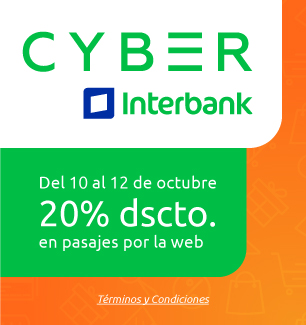 CYBER
Interbank
Del 10 al 12 de octubre
20% dscto.
en pasajes por la web
Términos y Condiciones